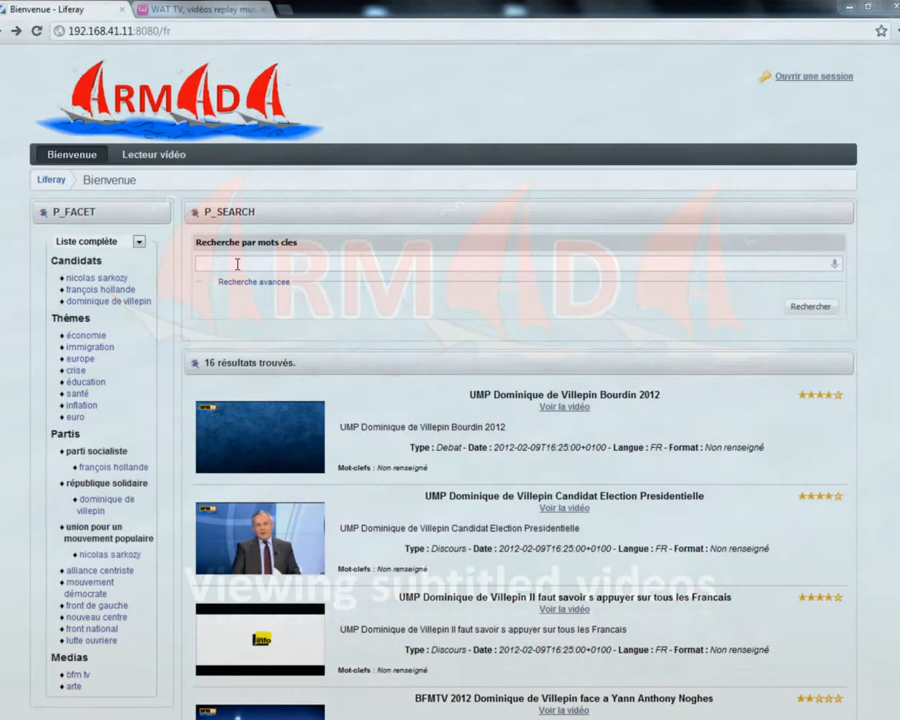 Bienvenue - Liferay
WAT TV, vidéos replay mu
192.168.41.11:8080/fr
ARMADA
Ouvrir une session
Bienvenue
Lecteur vidéo
Liferay
Bienvenue
P_FACET
P_SEARCH
Liste complète
Recherche par mots cles
Candidats
nicolas sarkozy
françois hollande
dominique de villepin
Recherche avancee
ARMADA
Rechercher
Thèmes
économie
immigration
europe
crise
éducation
santé
inflation
euro
Partis
parti socialiste
françois hollande
république solidaire
dominique de
villepin
union pour un
mouvement populaire
nicolas sarkozy
alliance centriste
mouvement
démocrate
front de gauche
nouveau centre
front national
lutte ouvriere
Medias
bfm tv
arte
16 résultats trouvés.
UMP Dominique de Villepin Bourdin 2012
Voir la vidéo
UMP Dominique de Villepin Bourdin 2012
Type : Debat - Date : 2012-02-09T16:25:00+0100 - Langue : FR - Format : Non renseigné
Mot-clefs : Non renseigné
UMP Dominique de Villepin Candidat Election Presidentielle
Voir la vidéo
UMP Dominique de Villepin Candidat Election Presidentielle
Type : Discours - Date : 2012-02-09T16:25:00+0100 - Langue : FR - Format : Non renseigné
Mot-clefs : Non renseigné
Viewing subtitled videos
UMP Dominique de Villepin Il faut savoir s appuyer sur tous les Francais
Voir la vidéo
info
UMP Dominique de Villepin Il faut savoir s appuyer sur tous les Francais
Type : Discours - Date : 2012-02-09T16:25:00+0100 - Langue : FR - Format : Non renseigné
Mot-clefs : Non renseigné
BFMTV 2012 Dominique de Villepin face a Yann Anthony Noghes
Voir la vidéo